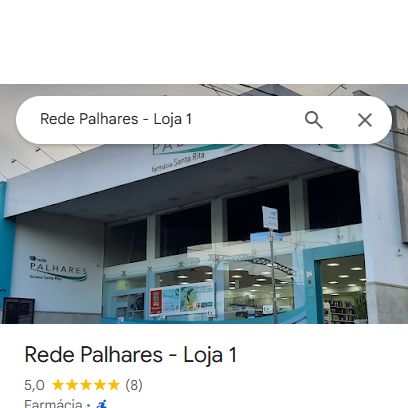 Rede Palhares - Loja 1
Farmácia Santa Rita
rede
PALHARES
farmácia Santa Rita
Rede Palhares - Loja 1
5,0 (8)
Farmácia ·